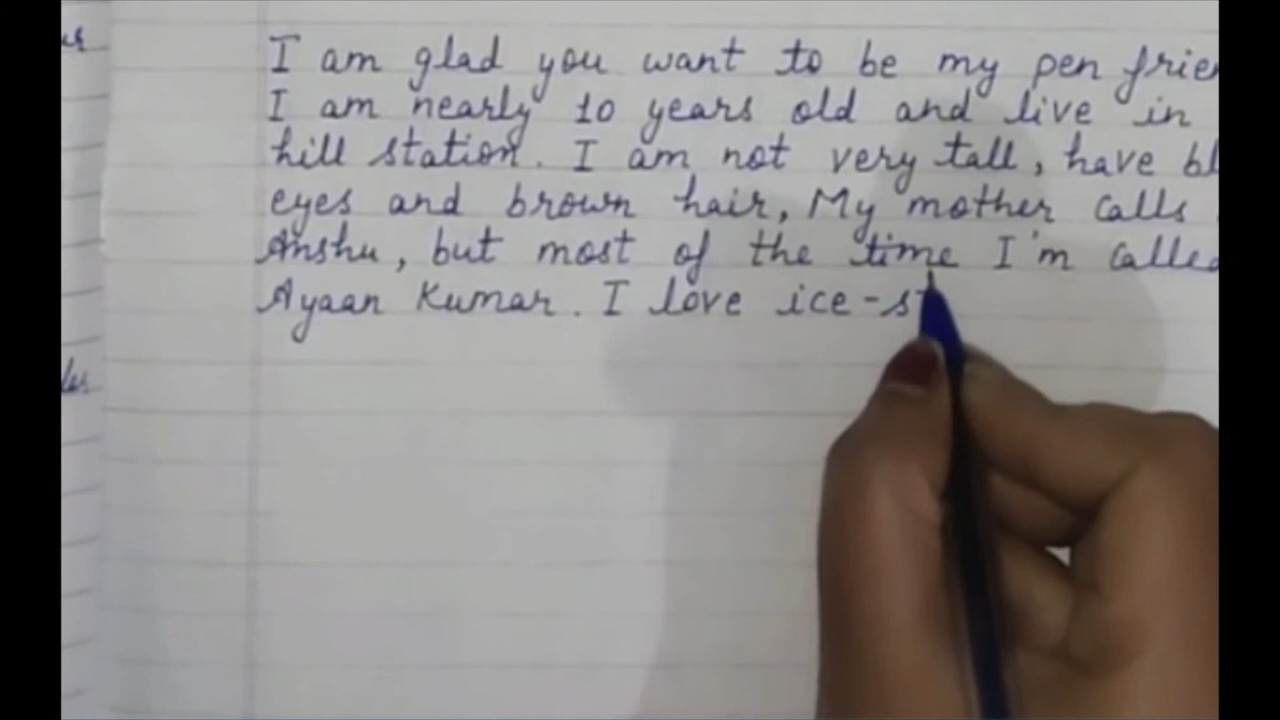 I am glad you want to be my pen frien
I am nearly 10 years old and live in
hill station. I am not very tall, have bl
eyes and brown hair, My mother calls
Anshu, but most of the time I'm called
Ayaan Kumar. I love ice-s